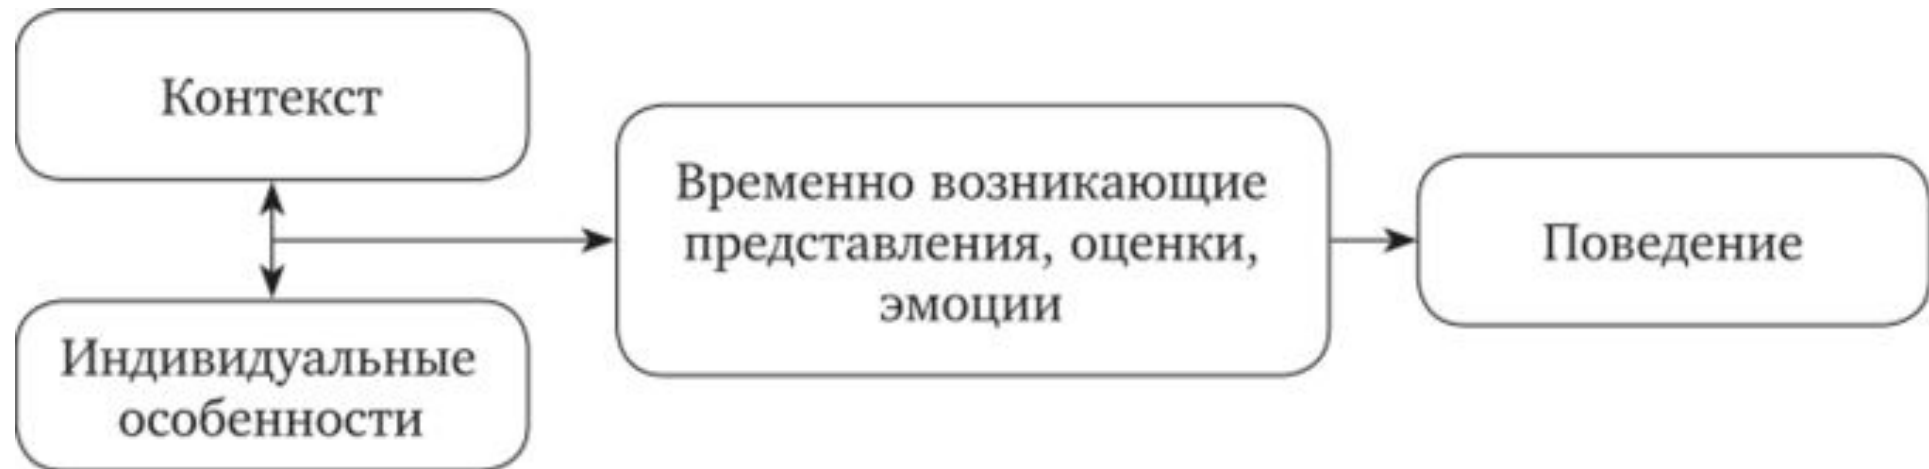 Контекст
Индивидуальные
особенности
Временно возникающие
представления, оценки,
эмоции
Поведение